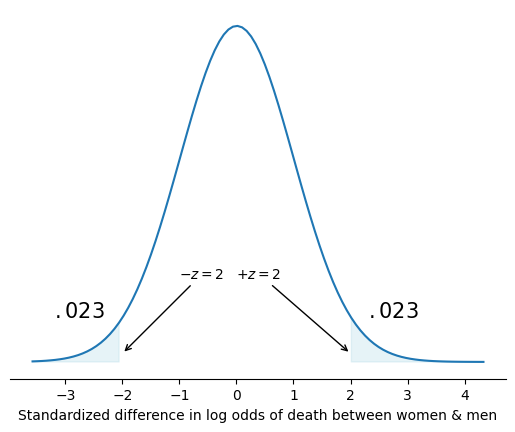 −z = 2 +z = 2
.023 .023
−3 −2 −1 0 1 2 3 4
Standardized difference in log odds of death between women & men